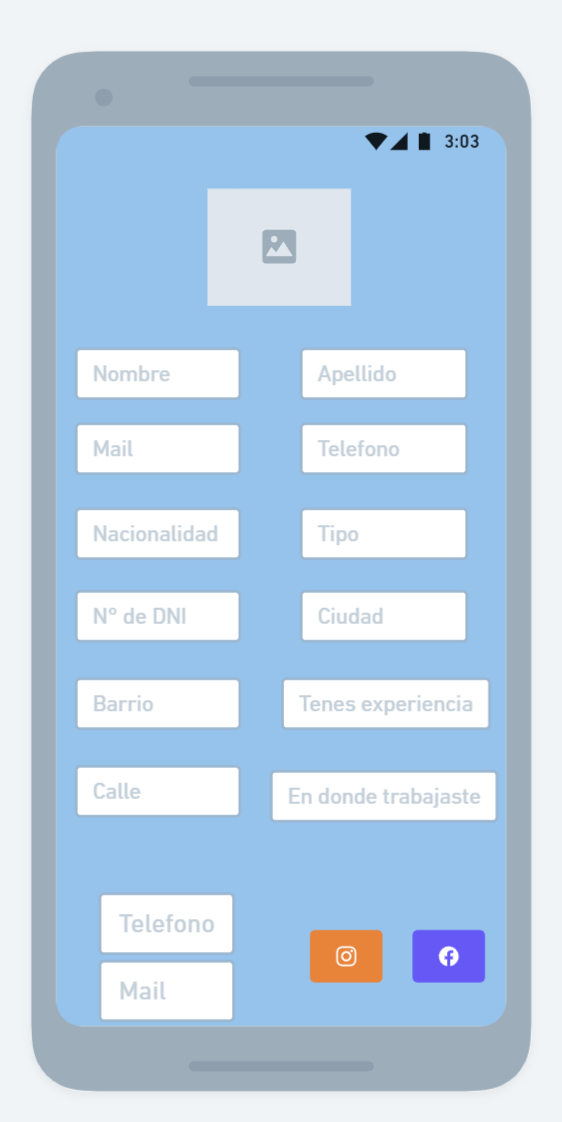 3:03
Nombre
Apellido
Mail
Telefono
Nacionalidad
Tipo
N° de DNI
Ciudad
Barrio
Tenes experiencia
Calle
En donde trabajaste
Telefono
Mail